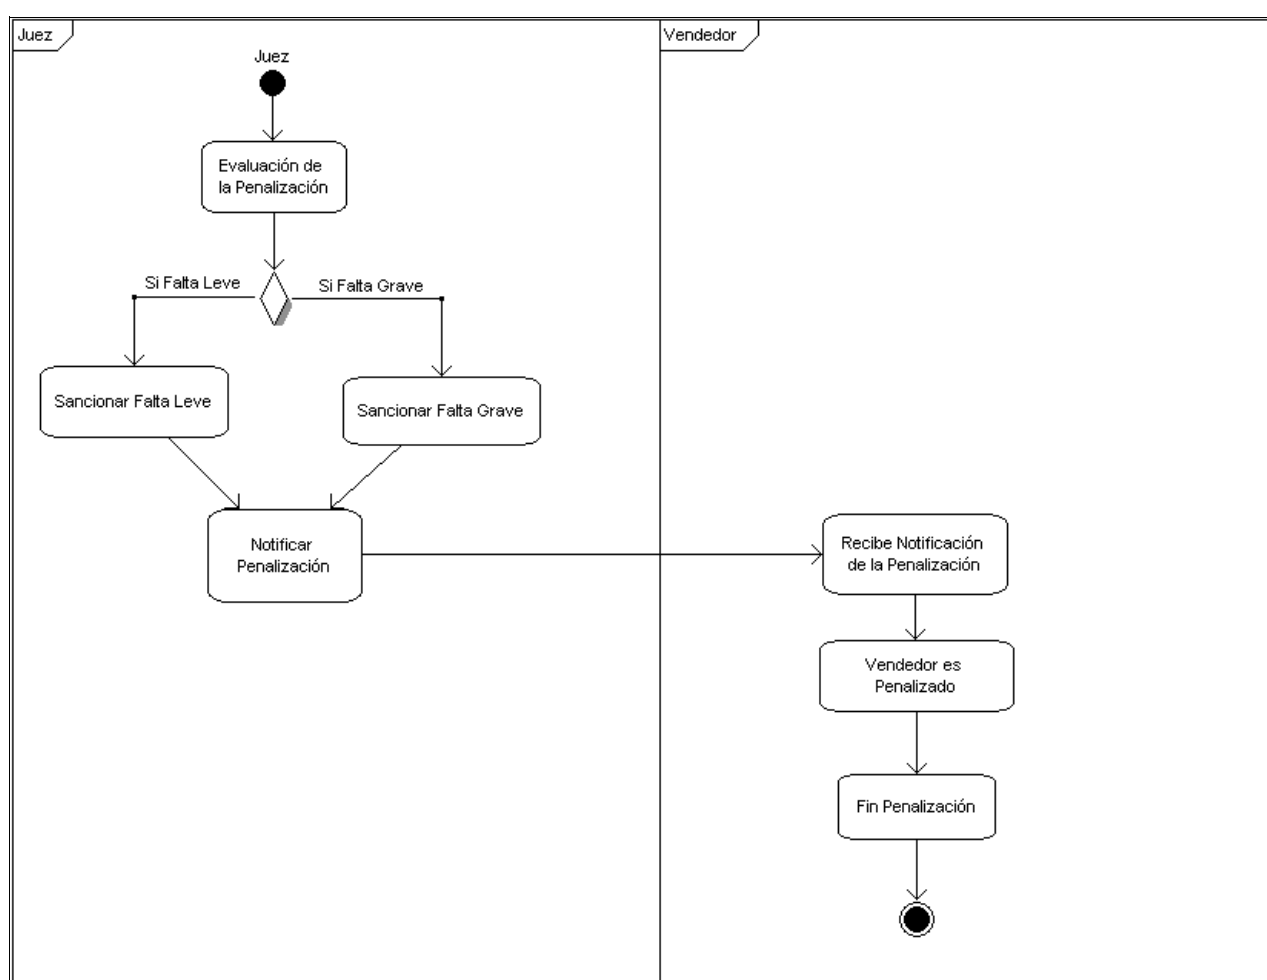 Juez
Vendedor
Juez
Evaluación de
la Penalización
Si Falta Leve
Si Falta Grave
Sancionar Falta Leve
Sancionar Falta Grave
Notificar
Penalización
Recibe Notificación
de la Penalización
Vendedor es
Penalizado
Fin Penalización